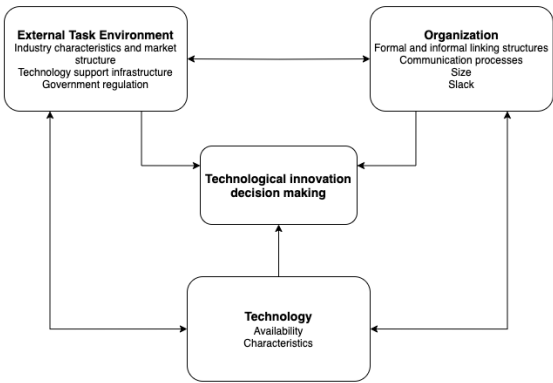 External Task Environment
Industry characteristics and market
structure
Technology support infrastructure
Government regulation
Organization
Formal and informal linking structures
Communication processes
Size
Slack
Technological innovation
decision making
Technology
Availability
Characteristics